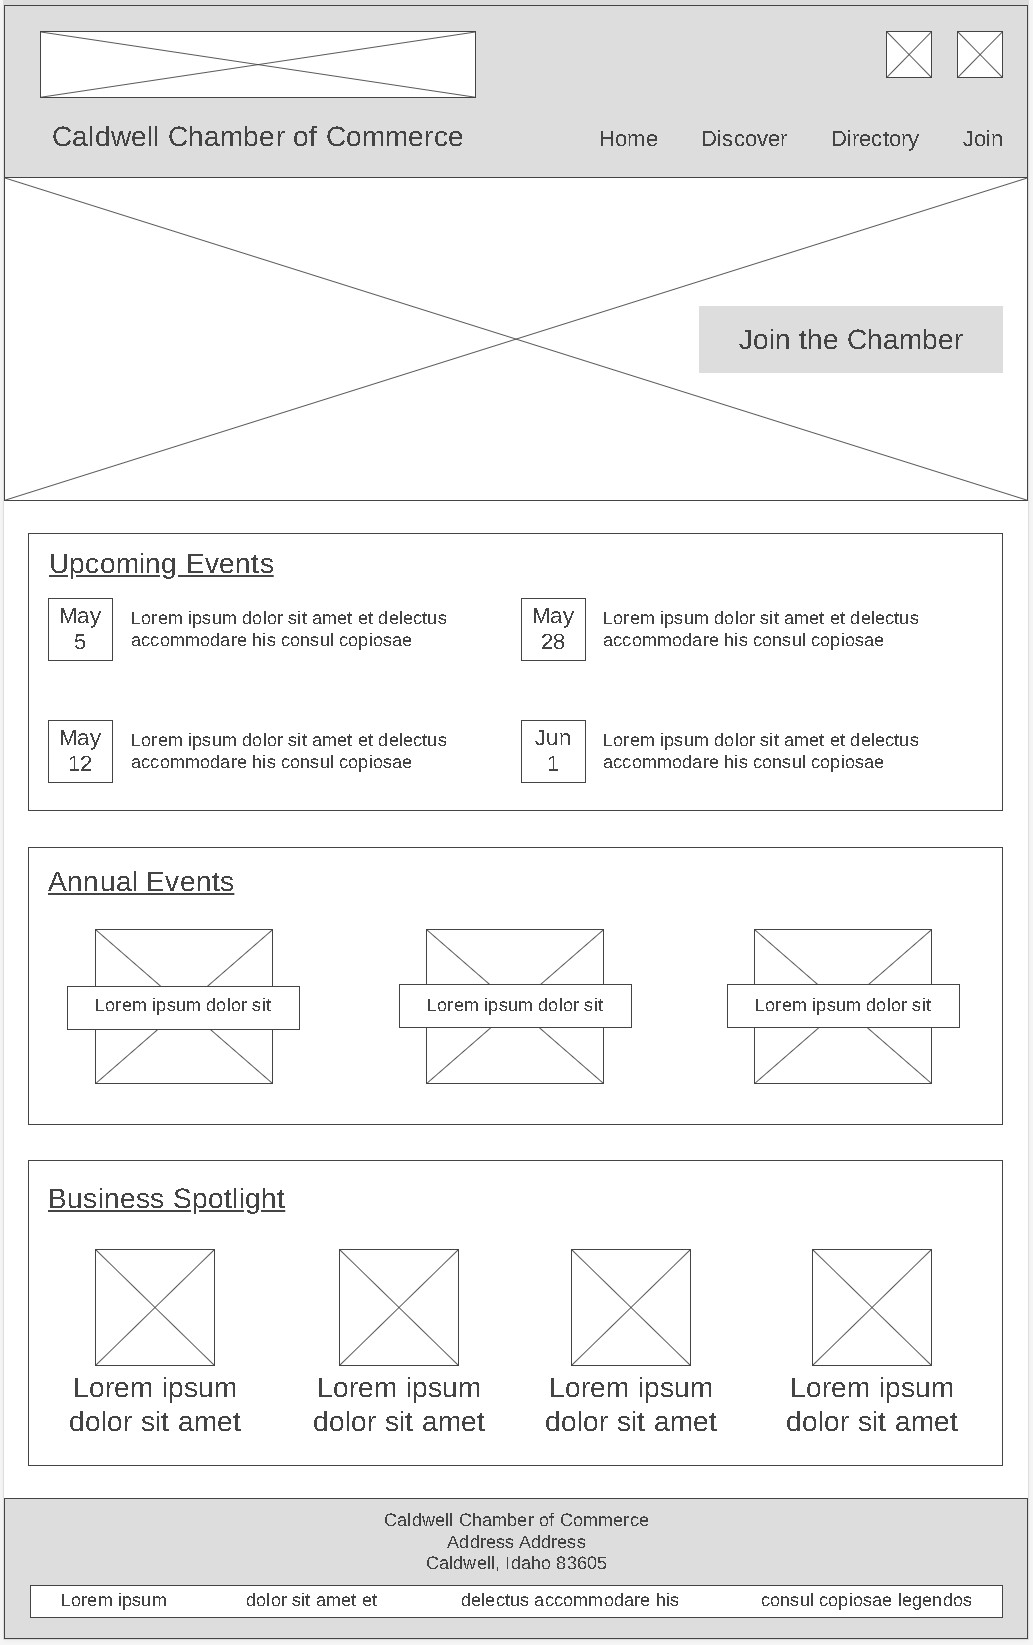 Caldwell Chamber of Commerce
Home Discover Directory Join
Join the Chamber
Upcoming Events
May
5
Lorem ipsum dolor sit amet et delectus
accommodare his consul copiosae
May
28
Lorem ipsum dolor sit amet et delectus
accommodare his consul copiosae
May
12
Lorem ipsum dolor sit amet et delectus
accommodare his consul copiosae
Jun
1
Lorem ipsum dolor sit amet et delectus
accommodare his consul copiosae
Annual Events
Lorem ipsum dolor sit
Lorem ipsum dolor sit
Lorem ipsum dolor sit
Business Spotlight
Lorem ipsum
dolor sit amet
Lorem ipsum
dolor sit amet
Lorem ipsum
dolor sit amet
Lorem ipsum
dolor sit amet
Caldwell Chamber of Commerce
Address Address
Caldwell, Idaho 83605
Lorem ipsum dolor sit amet et delectus accommodare his consul copiosae legendos